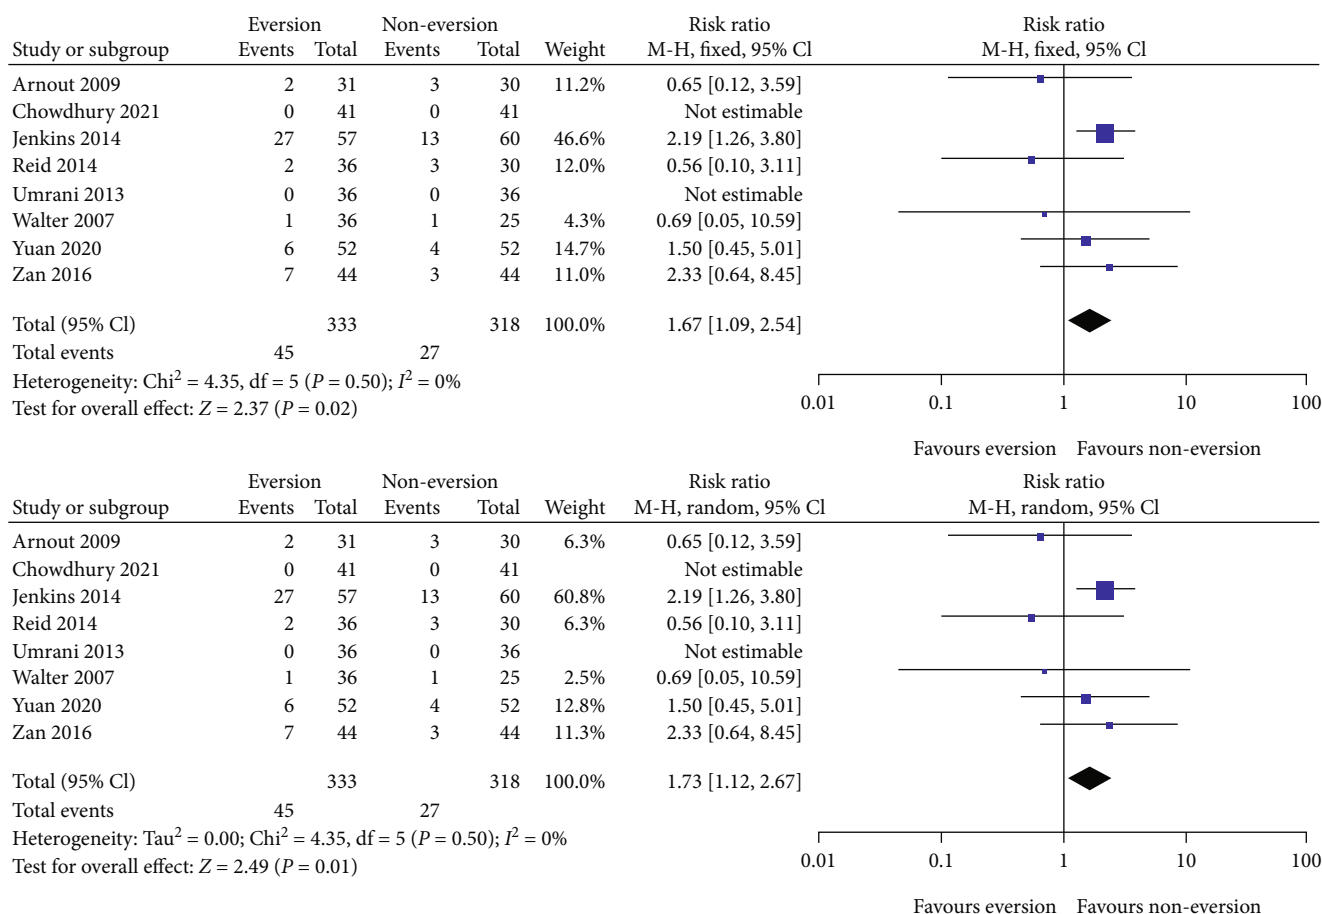 Eversion Non-eversion Risk ratio Risk ratio
Study or subgroup Events Total Events Total Weight M-H, fixed, 95% Cl M-H, fixed, 95% Cl
Arnout 2009 2 31 3 30 11.2% 0.65 [0.12, 3.59]
Chowdhury 2021 0 41 0 41 Not estimable
Jenkins 2014 27 57 13 60 46.6% 2.19 [1.26, 3.80]
Reid 2014 2 36 3 30 12.0% 0.56 [0.10, 3.11]
Umrani 2013 0 36 0 36 Not estimable
Walter 2007 1 36 1 25 4.3% 0.69 [0.05, 10.59]
Yuan 2020 6 52 4 52 14.7% 1.50 [0.45, 5.01]
Zan 2016 7 44 3 44 11.0% 2.33 [0.64, 8.45]
Total (95% Cl) 333 318 100.0% 1.67 [1.09, 2.54]
Total events 45 27
Heterogeneity: Chi² = 4.35, df = 5 (P = 0.50); I² = 0%
Test for overall effect: Z = 2.37 (P = 0.02)
0.01 0.1 1 10 100
Favours eversion Favours non-eversion
Eversion Non-eversion Risk ratio Risk ratio
Study or subgroup Events Total Events Total Weight M-H, random, 95% Cl M-H, random, 95% Cl
Arnout 2009 2 31 3 30 6.3% 0.65 [0.12, 3.59]
Chowdhury 2021 0 41 0 41 Not estimable
Jenkins 2014 27 57 13 60 60.8% 2.19 [1.26, 3.80]
Reid 2014 2 36 3 30 6.3% 0.56 [0.10, 3.11]
Umrani 2013 0 36 0 36 Not estimable
Walter 2007 1 36 1 25 2.5% 0.69 [0.05, 10.59]
Yuan 2020 6 52 4 52 12.8% 1.50 [0.45, 5.01]
Zan 2016 7 44 3 44 11.3% 2.33 [0.64, 8.45]
Total (95% Cl) 333 318 100.0% 1.73 [1.12, 2.67]
Total events 45 27
Heterogeneity: Tau² = 0.00; Chi² = 4.35, df = 5 (P = 0.50); I² = 0%
Test for overall effect: Z = 2.49 (P = 0.01)
0.01 0.1 1 10 100
Favours eversion Favours non-eversion